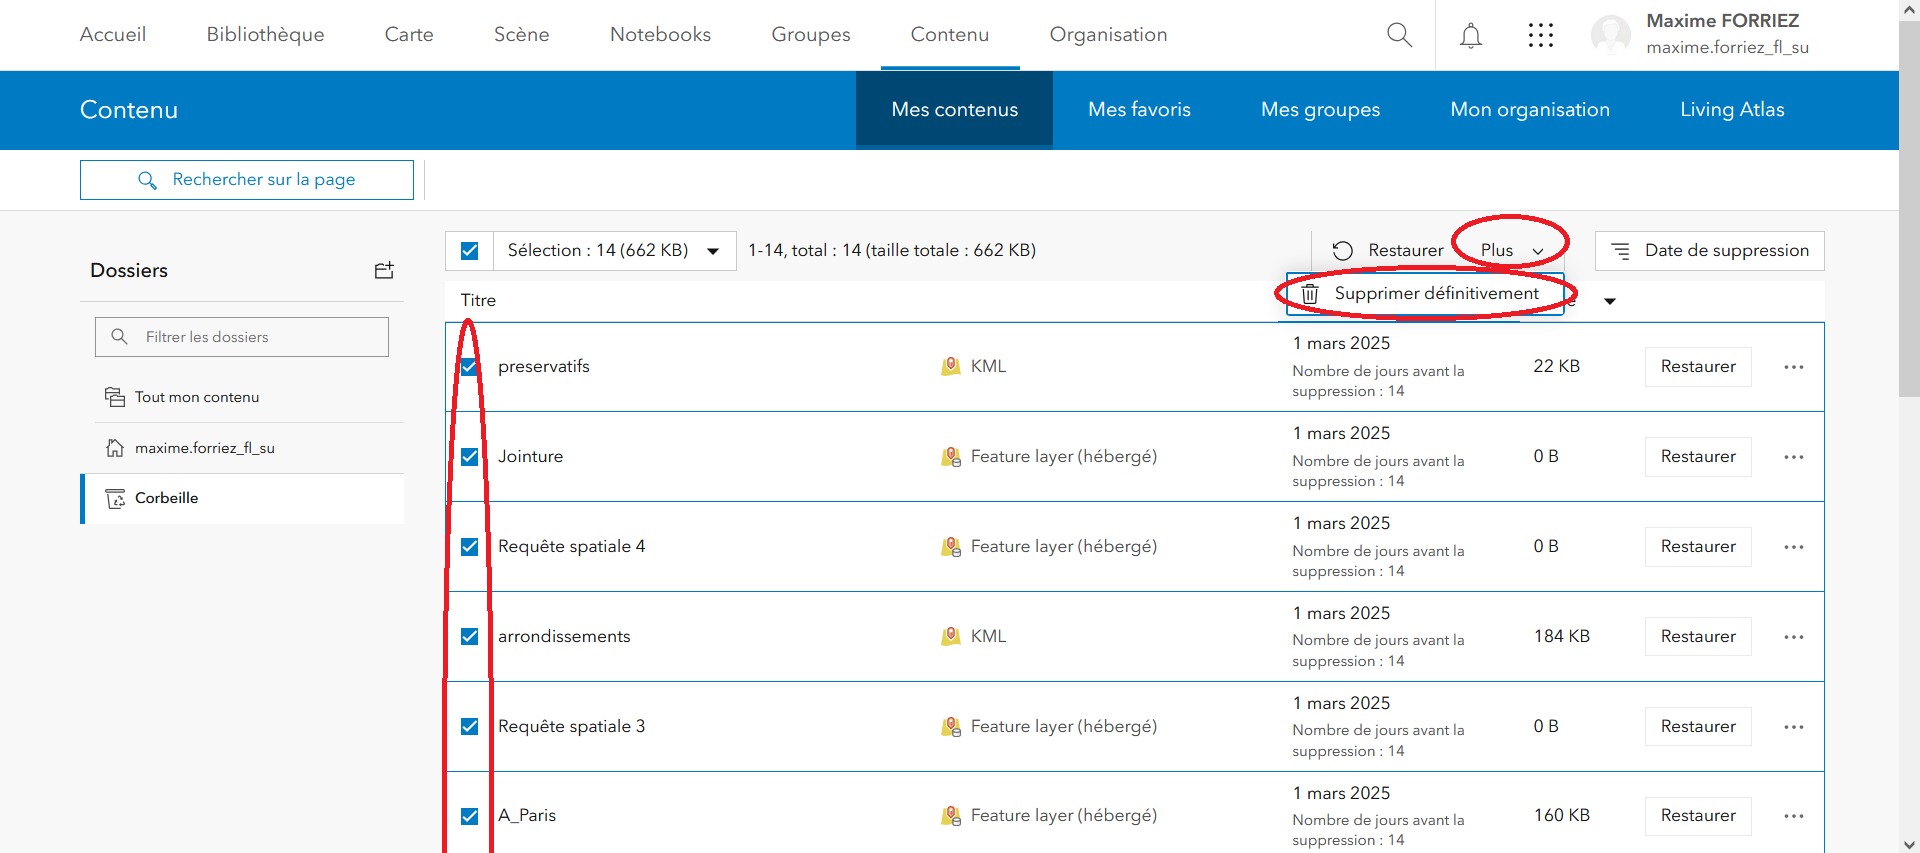 Accueil Bibliothèque Carte Scène Notebooks Groupes Contenu Organisation
Maxime FORRIEZ
maxime.forriez_fl_su
Contenu
Mes contenus Mes favoris Mes groupes Mon organisation Living Atlas
Rechercher sur la page
Dossiers
Filtrer les dossiers
Tout mon contenu
maxime.forriez_fl_su
Corbeille
Sélection : 14 (662 KB) 1-14, total : 14 (taille totale : 662 KB) Restaurer Plus Date de suppression
Supprimer définitivement
Titre
preservatifs KML 1 mars 2025 22 KB Restaurer
Nombre de jours avant la
suppression : 14
Jointure Feature layer (hébergé) 1 mars 2025 0 B Restaurer
Nombre de jours avant la
suppression : 14
Requête spatiale 4 Feature layer (hébergé) 1 mars 2025 0 B Restaurer
Nombre de jours avant la
suppression : 14
arrondissements KML 1 mars 2025 184 KB Restaurer
Nombre de jours avant la
suppression : 14
Requête spatiale 3 Feature layer (hébergé) 1 mars 2025 0 B Restaurer
Nombre de jours avant la
suppression : 14
A_Paris Feature layer (hébergé) 1 mars 2025 160 KB Restaurer
Nombre de jours avant la
suppression : 14